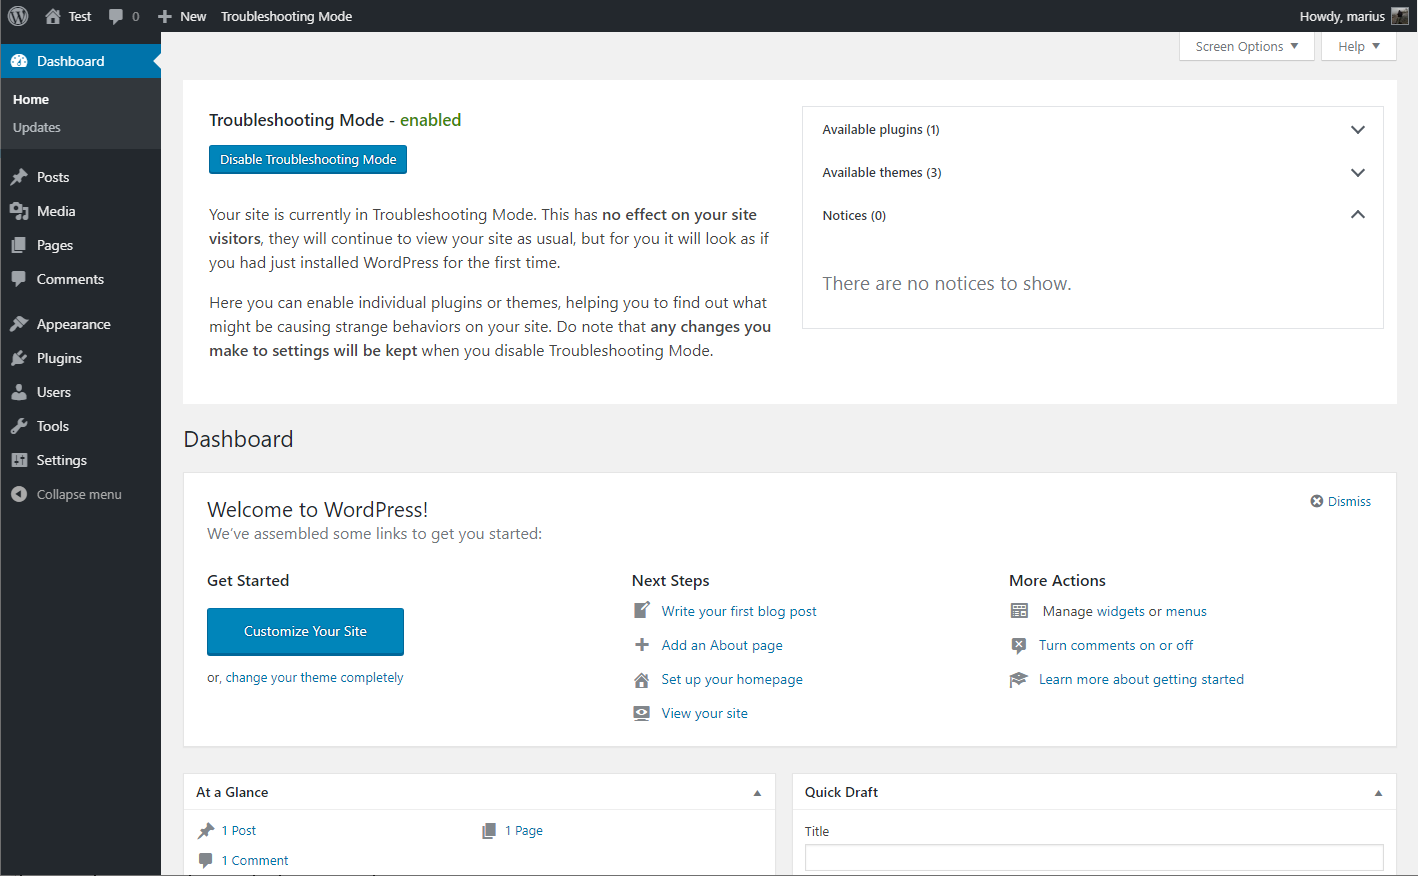 Test 0 New Troubleshooting Mode Howdy, marius
Screen Options Help
Dashboard
Home
Updates
Posts
Media
Pages
Comments
Appearance
Plugins
Users
Tools
Settings
Collapse menu
Troubleshooting Mode - enabled
Disable Troubleshooting Mode
Your site is currently in Troubleshooting Mode. This has no effect on your site
visitors, they will continue to view your site as usual, but for you it will look as if
you had just installed WordPress for the first time.
Here you can enable individual plugins or themes, helping you to find out what
might be causing strange behaviors on your site. Do note that any changes you
make to settings will be kept when you disable Troubleshooting Mode.
Available plugins (1)
Available themes (3)
Notices (0)
There are no notices to show.
Dashboard
Welcome to WordPress!
We've assembled some links to get you started:
Dismiss
Get Started
Customize Your Site
or, change your theme completely
Next Steps
Write your first blog post
Add an About page
Set up your homepage
View your site
More Actions
Manage widgets or menus
Turn comments on or off
Learn more about getting started
At a Glance
1 Post
1 Page
1 Comment
Quick Draft
Title